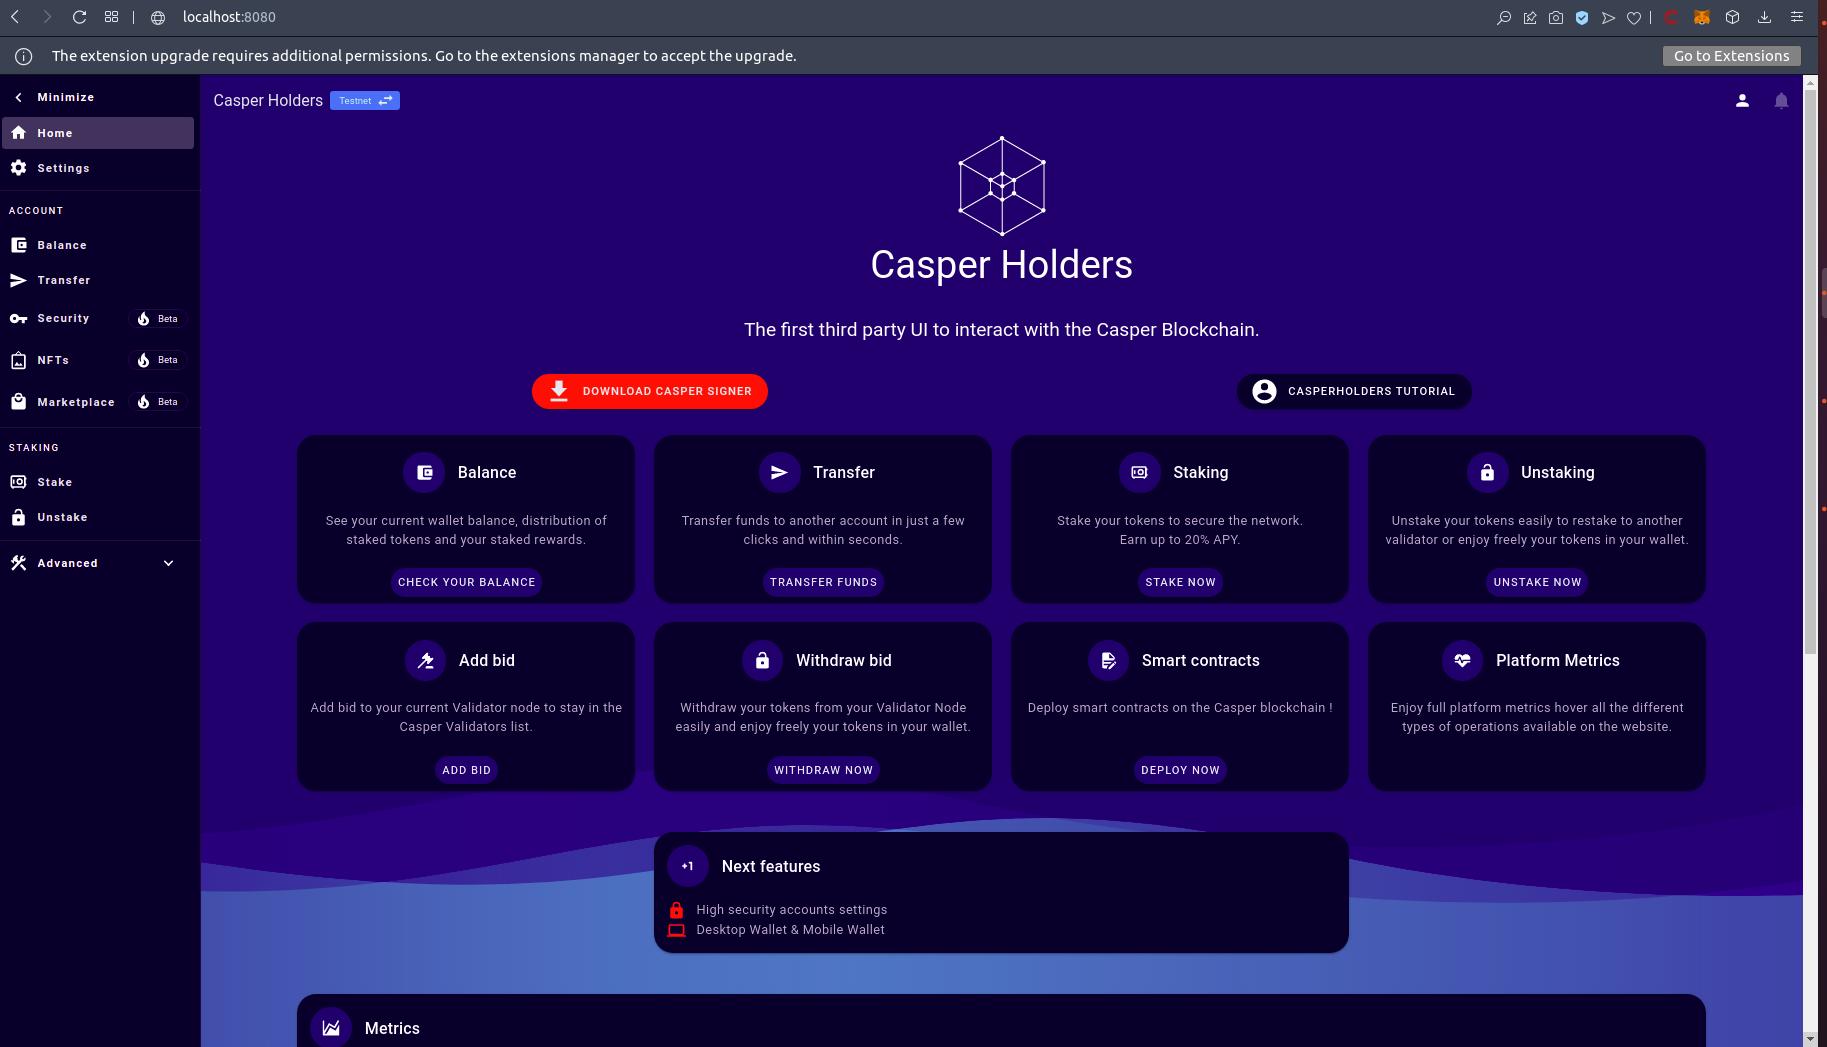 localhost:8080
The extension upgrade requires additional permissions. Go to the extensions manager to accept the upgrade.
Go to Extensions
Minimize
Home
Settings
ACCOUNT
Balance
Transfer
Security
Beta
NFTs
Beta
Marketplace
Beta
STAKING
Stake
Unstake
Advanced
Casper Holders
Testnet
Casper Holders
The first third party UI to interact with the Casper Blockchain.
DOWNLOAD CASPER SIGNER
CASPERHOLDERS TUTORIAL
Balance
See your current wallet balance, distribution of
staked tokens and your staked rewards.
CHECK YOUR BALANCE
Transfer
Transfer funds to another account in just a few
clicks and within seconds.
TRANSFER FUNDS
Staking
Stake your tokens to secure the network.
Earn up to 20% APY.
STAKE NOW
Unstaking
Unstake your tokens easily to restake to another
validator or enjoy freely your tokens in your wallet.
UNSTAKE NOW
Add bid
Add bid to your current Validator node to stay in the
Casper Validators list.
ADD BID
Withdraw bid
Withdraw your tokens from your Validator Node
easily and enjoy freely your tokens in your wallet.
WITHDRAW NOW
Smart contracts
Deploy smart contracts on the Casper blockchain !
DEPLOY NOW
Platform Metrics
Enjoy full platform metrics hover all the different
types of operations available on the website.
+1
Next features
High security accounts settings
Desktop Wallet & Mobile Wallet
Metrics